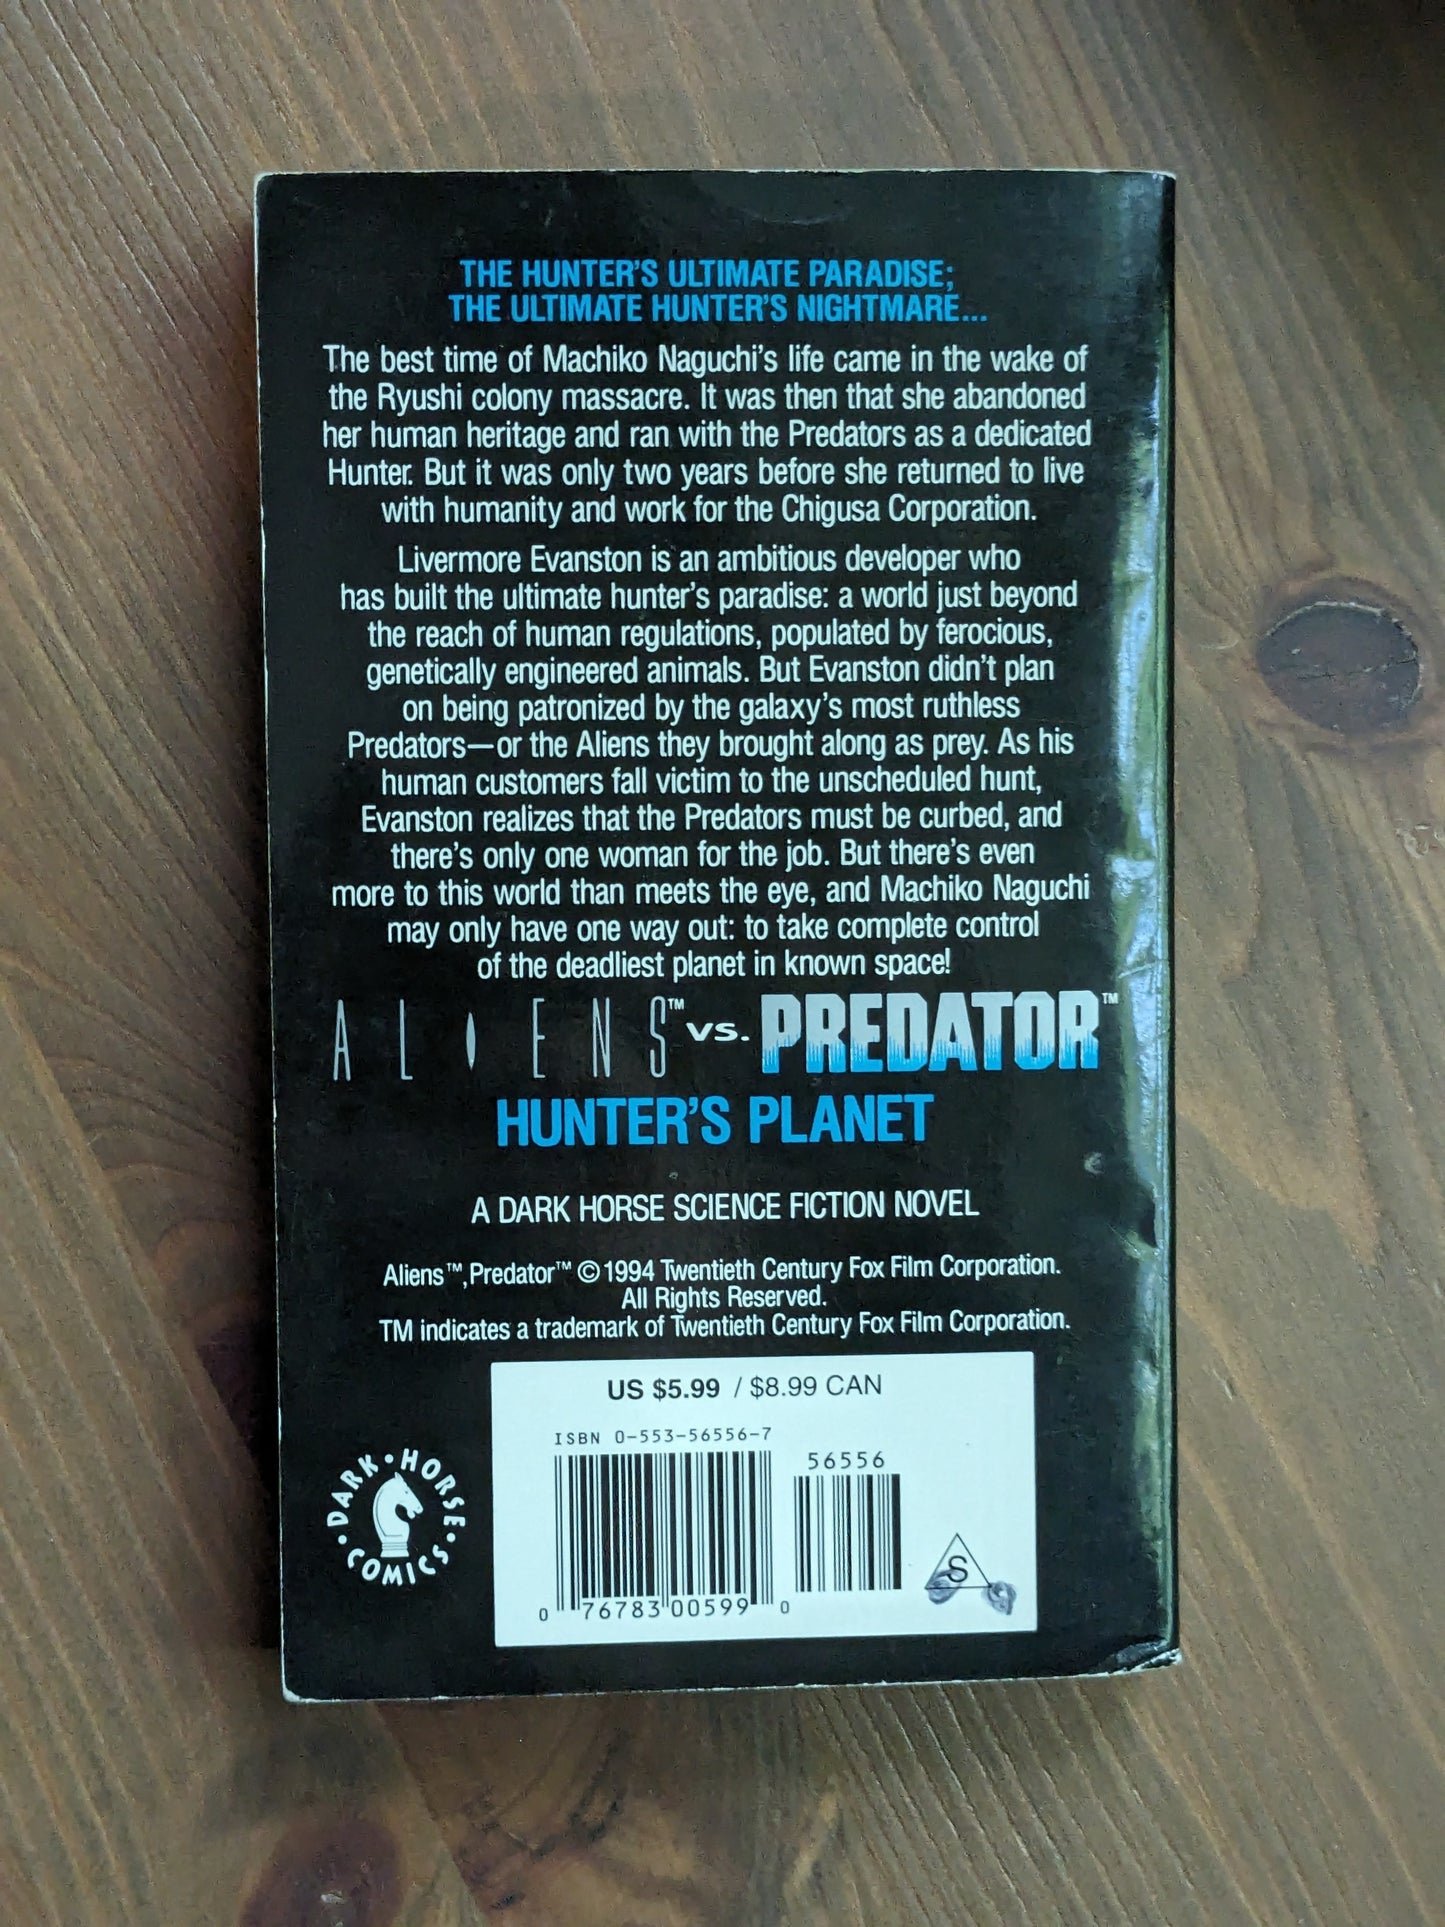 THE HUNTER'S ULTIMATE PARADISE;
THE ULTIMATE HUNTER'S NIGHTMARE...
The best time of Machiko Naguchi's life came in the wake of
the Ryushi colony massacre. It was then that she abandoned
her human heritage and ran with the Predators as a dedicated
Hunter. But it was only two years before she returned to live
with humanity and work for the Chigusa Corporation.
Livermore Evanston is an ambitious developer who
has built the ultimate hunter's paradise: a world just beyond
the reach of human regulations, populated by ferocious,
genetically engineered animals. But Evanston didn't plan
on being patronized by the galaxy's most ruthless
Predators—or the Aliens they brought along as prey. As his
human customers fall victim to the unscheduled hunt,
Evanston realizes that the Predators must be curbed, and
there's only one woman for the job. But there's even
more to this world than meets the eye, and Machiko Naguchi
may only have one way out: to take complete control
of the deadliest planet in known space!
ALIENS™ vs. PREDATOR™
HUNTER'S PLANET
A DARK HORSE SCIENCE FICTION NOVEL
Aliens™, Predator™ © 1994 Twentieth Century Fox Film Corporation.
All Rights Reserved.
TM indicates a trademark of Twentieth Century Fox Film Corporation.
US $5.99 / $8.99 CAN
ISBN 0-553-56556-7
56556
0 76783 00599 0
S
DARK • HORSE • COMICS •